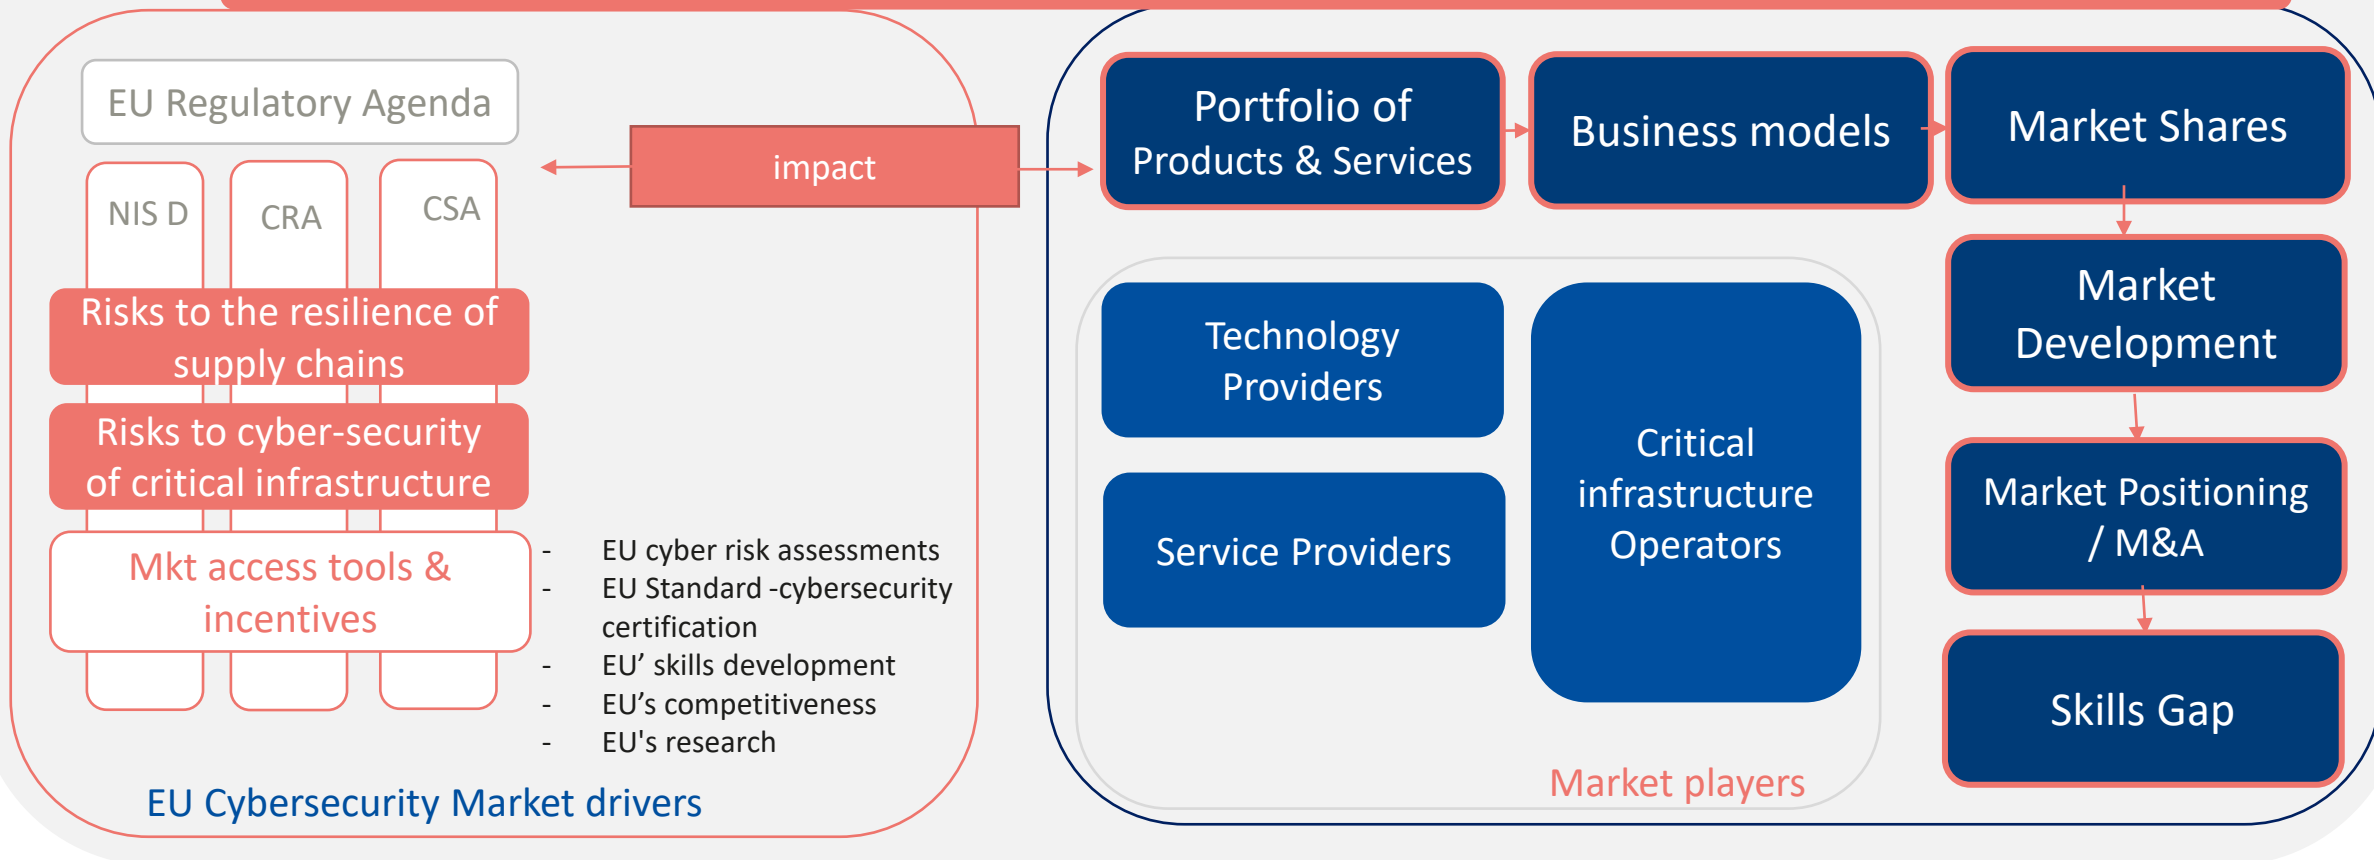 EU Regulatory Agenda
NIS D
CRA
CSA
Risks to the resilience of
supply chains
Risks to cyber-security
of critical infrastructure
Mkt access tools &
incentives
- EU cyber risk assessments
- EU Standard -cybersecurity
certification
- EU’ skills development
- EU’s competitiveness
- EU's research
EU Cybersecurity Market drivers
impact
Portfolio of
Products & Services
Business models
Market Shares
Technology
Providers
Service Providers
Critical
infrastructure
Operators
Market players
Market
Development
Market Positioning
/ M&A
Skills Gap